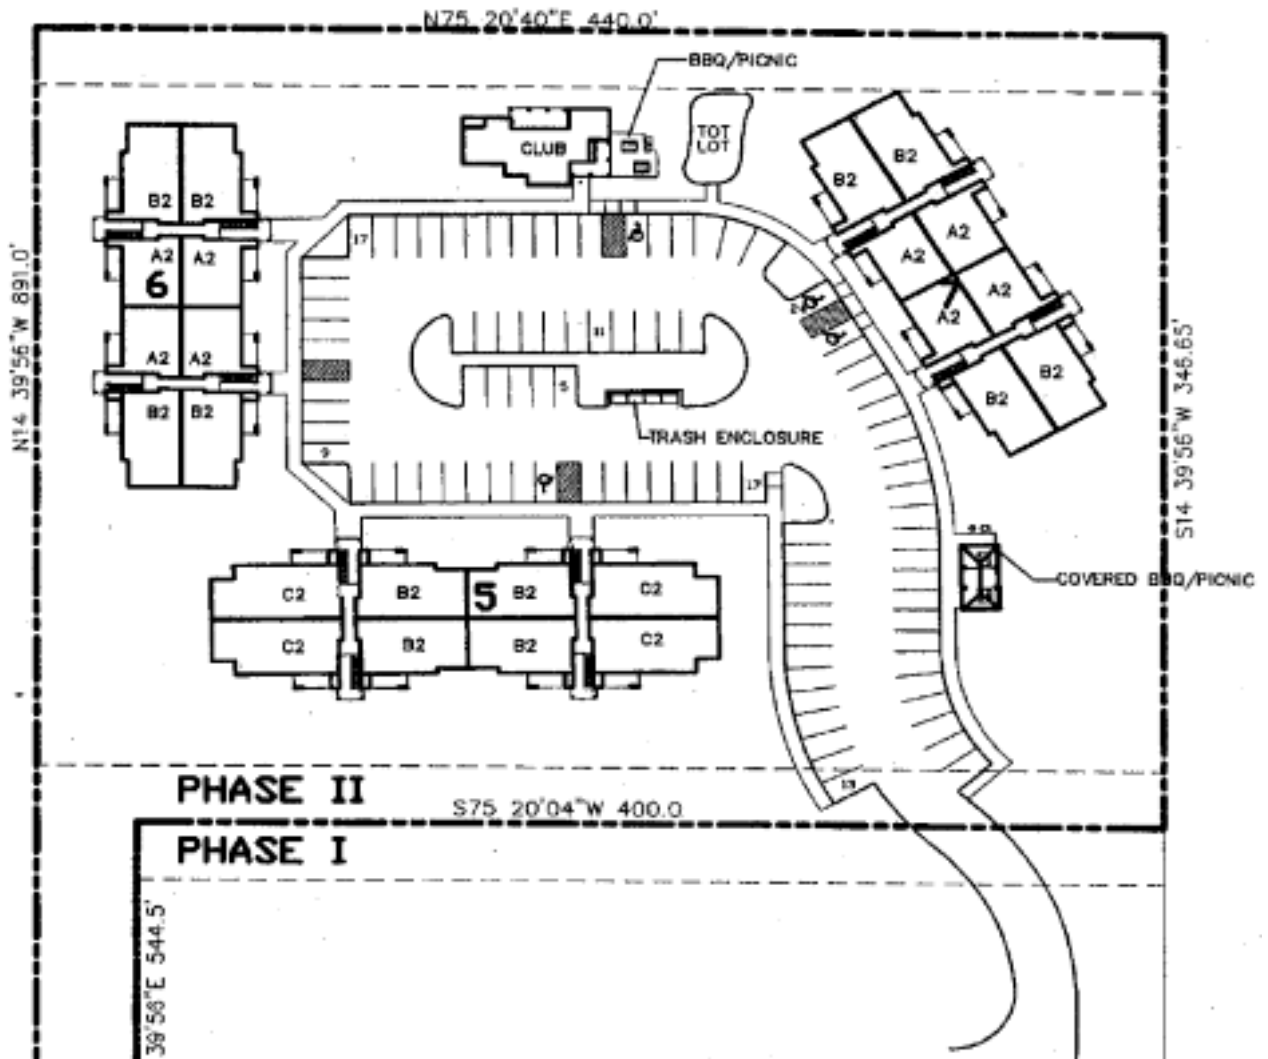 N75 20'40"E 440.0'
BBQ/PICNIC
TOT
LOT
CLUB
B2
B2
B2 B2
A2
A2 A2
A2
6
17
A2
11
A2
A2 A2
5
B2
B2
B2 B2
TRASH ENCLOSURE
9
17
N14 39'56"W 891.0'
S14 39'56"W 346.65'
COVERED BBQ/PICNIC
C2 B2 5 B2 C2
C2 B2 B2 C2
13
PHASE II
S75 20'04"W 400.0
PHASE I
39'56"E 544.5'